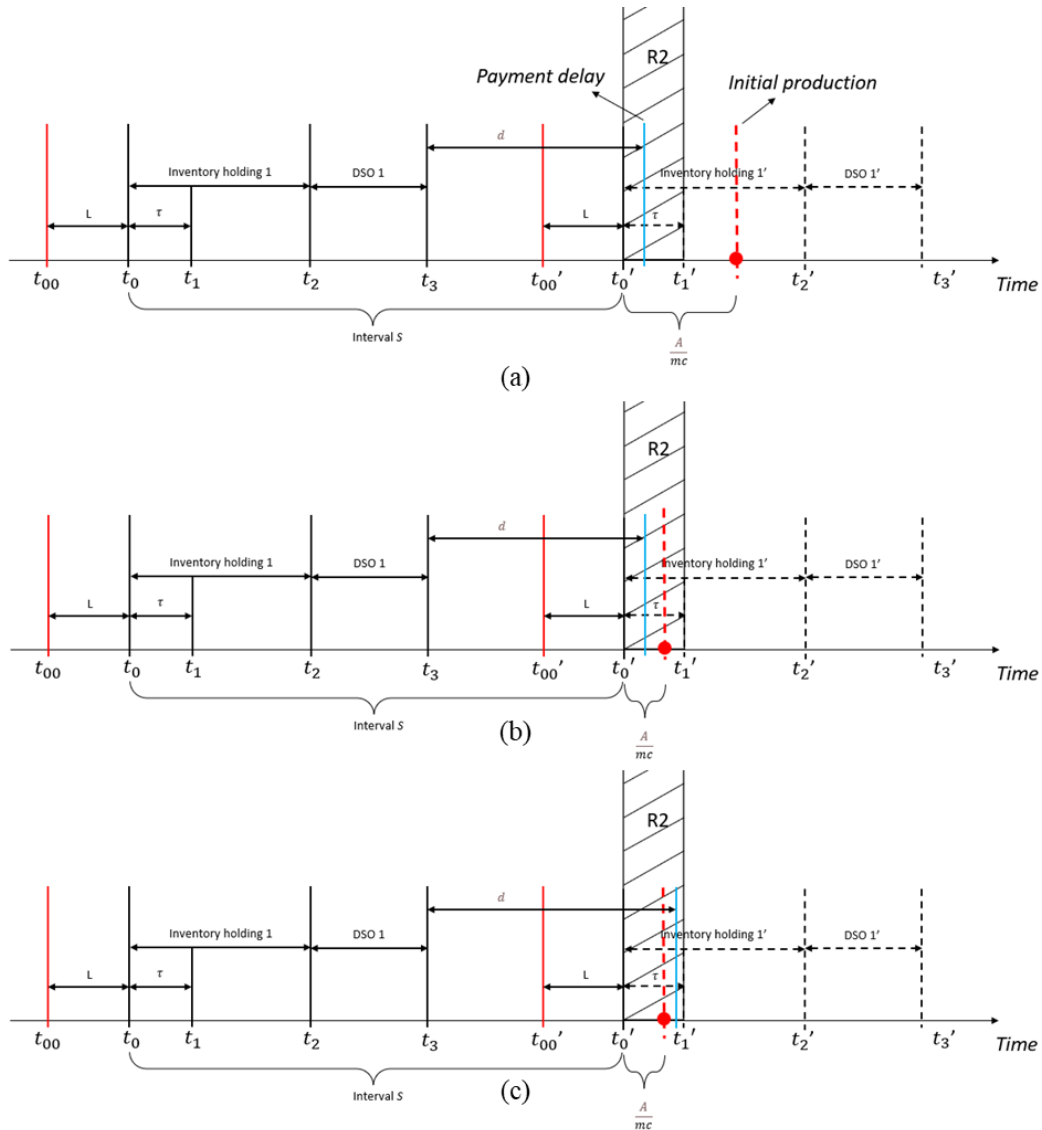 R2
Payment delay
Initial production
d
Inventory holding 1
DSO 1
Inventory holding 1′
DSO 1′
L
τ
L
τ
t₀₀
t₀
t₁
t₂
t₃
t₀₀′
t₀′
t₁′
t₂′
t₃′
Time
Interval S
A
mc
(a)
R2
d
Inventory holding 1
DSO 1
Inventory holding 1′
DSO 1′
L
τ
L
τ
t₀₀
t₀
t₁
t₂
t₃
t₀₀′
t₀′
t₁′
t₂′
t₃′
Time
Interval S
A
mc
(b)
R2
d
Inventory holding 1
DSO 1
Inventory holding 1′
DSO 1′
L
τ
L
τ
t₀₀
t₀
t₁
t₂
t₃
t₀₀′
t₀′
t₁′
t₂′
t₃′
Time
Interval S
A
mc
(c)